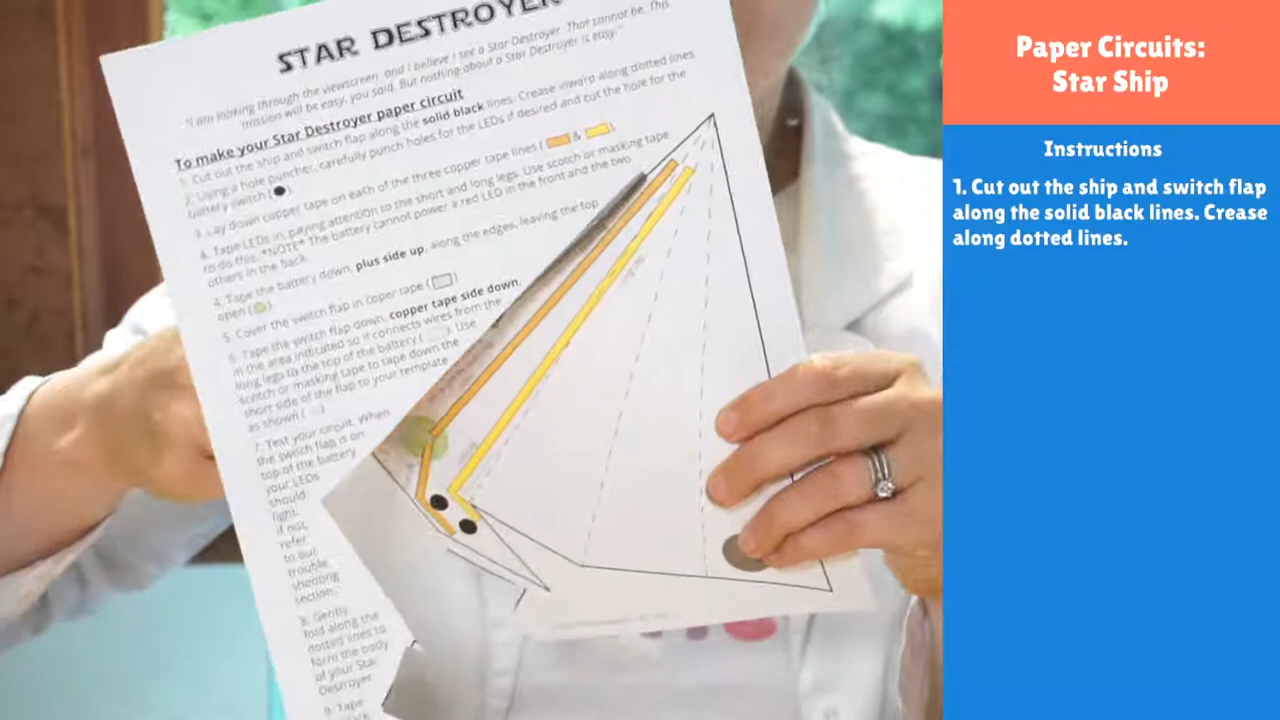 STAR DESTROYER
"I am looking through the viewscreen, and I believe I see a Star Destroyer. That cannot be. This
mission will be easy, you said. But nothing about a Star Destroyer is easy."
To make your Star Destroyer paper circuit
1. Cut out the ship and switch flap along the solid black lines. Crease inward along dotted lines.
2. Using a hole puncher, carefully punch holes for the LEDs if desired and cut the hole for the
battery switch ( ).
3. Lay down copper tape on each of the three copper tape lines ( & ).
4. Tape LEDs in, paying attention to the short and long legs. Use scotch or masking tape
to do this. *NOTE* The battery cannot power a red LED in the front and the two
others in the back.
4. Tape the battery down, plus side up, along the edges, leaving the top
open ( ).
5. Cover the switch flap in coper tape ( ).
6. Tape the switch flap down, copper tape side down,
in the area indicated so it connects wires from the
long legs to the top of the battery ( ). Use
scotch or masking tape to tape down the
short side of the flap to your template
as shown ( ).
7. Test your circuit. When
the switch flap is on
top of the battery
your LEDs
should
light.
If not,
refer
to our
trouble
shooting
section.
8. Gently
fold along the
dotted lines to
form the body
of your Star
Destroyer
9. Tape
Paper Circuits:
Star Ship
Instructions
1. Cut out the ship and switch flap
along the solid black lines. Crease
along dotted lines.